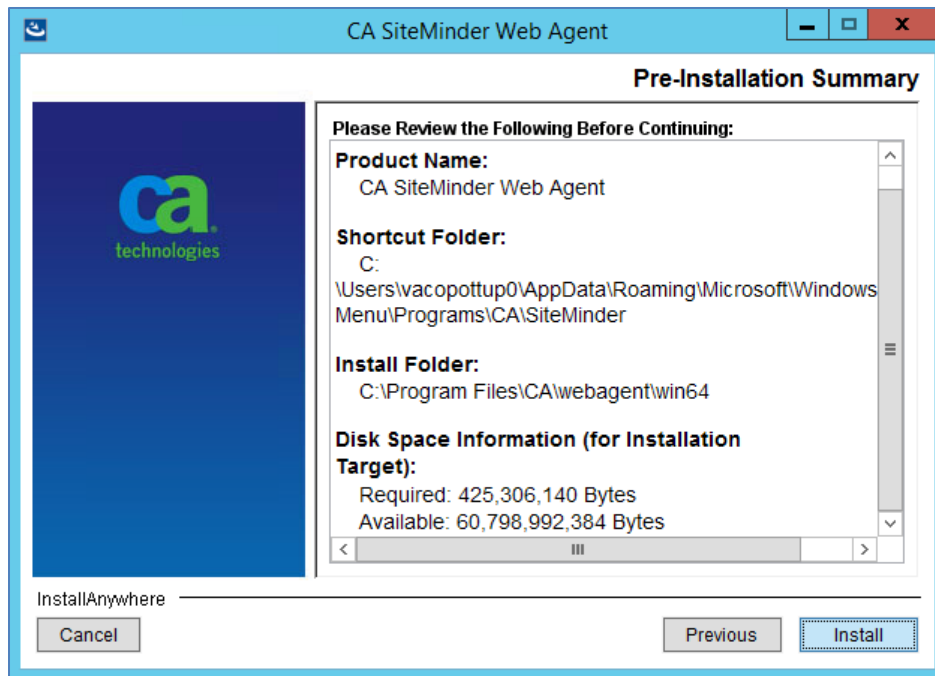 CA SiteMinder Web Agent
Pre-Installation Summary
ca
technologies
Please Review the Following Before Continuing:
Product Name:
CA SiteMinder Web Agent
Shortcut Folder:
C:
\Users\vacopottup0\AppData\Roaming\Microsoft\Windows
Menu\Programs\CA\SiteMinder
Install Folder:
C:\Program Files\CA\webagent\win64
Disk Space Information (for Installation
Target):
Required: 425,306,140 Bytes
Available: 60,798,992,384 Bytes
InstallAnywhere
Cancel
Previous
Install